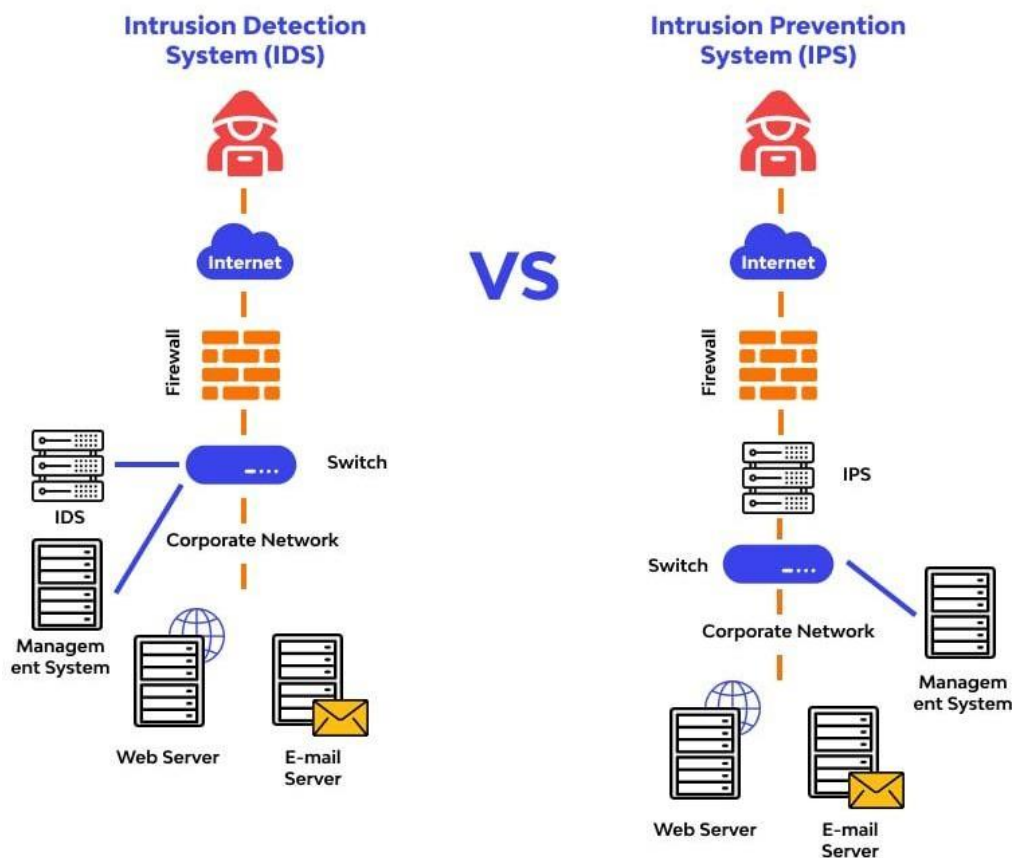 Intrusion Detection
System (IDS)
Internet
Firewall
Switch
IDS
Corporate Network
Managem
ent System
Web Server
E-mail
Server
VS
Intrusion Prevention
System (IPS)
Internet
Firewall
IPS
Switch
Corporate Network
Managem
ent System
Web Server
E-mail
Server